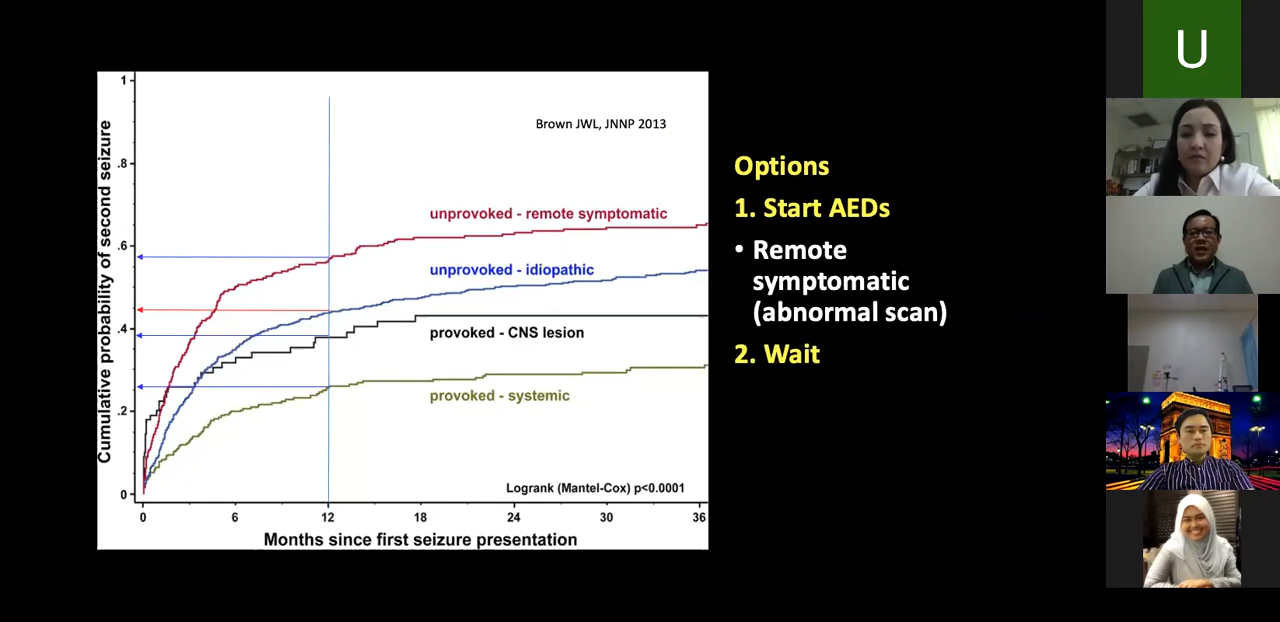 1
.8
.6
.4
.2
0
Cumulative probability of second seizure
Brown JWL, JNNP 2013
unprovoked - remote symptomatic
unprovoked - idiopathic
provoked - CNS lesion
provoked - systemic
Logrank (Mantel-Cox) p<0.0001
0 6 12 18 24 30 36
Months since first seizure presentation
Options
1. Start AEDs
• Remote
symptomatic
(abnormal scan)
2. Wait
U